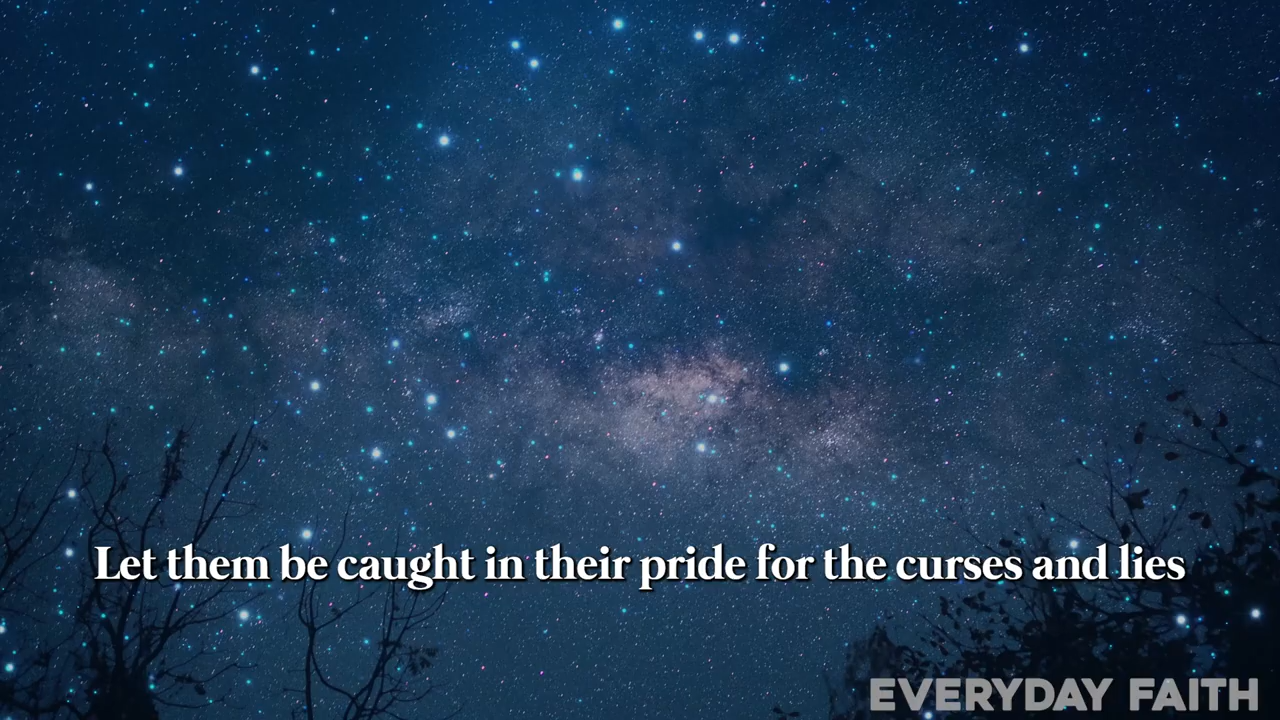 Let them be caught in their pride for the curses and lies
EVERYDAY FAITH